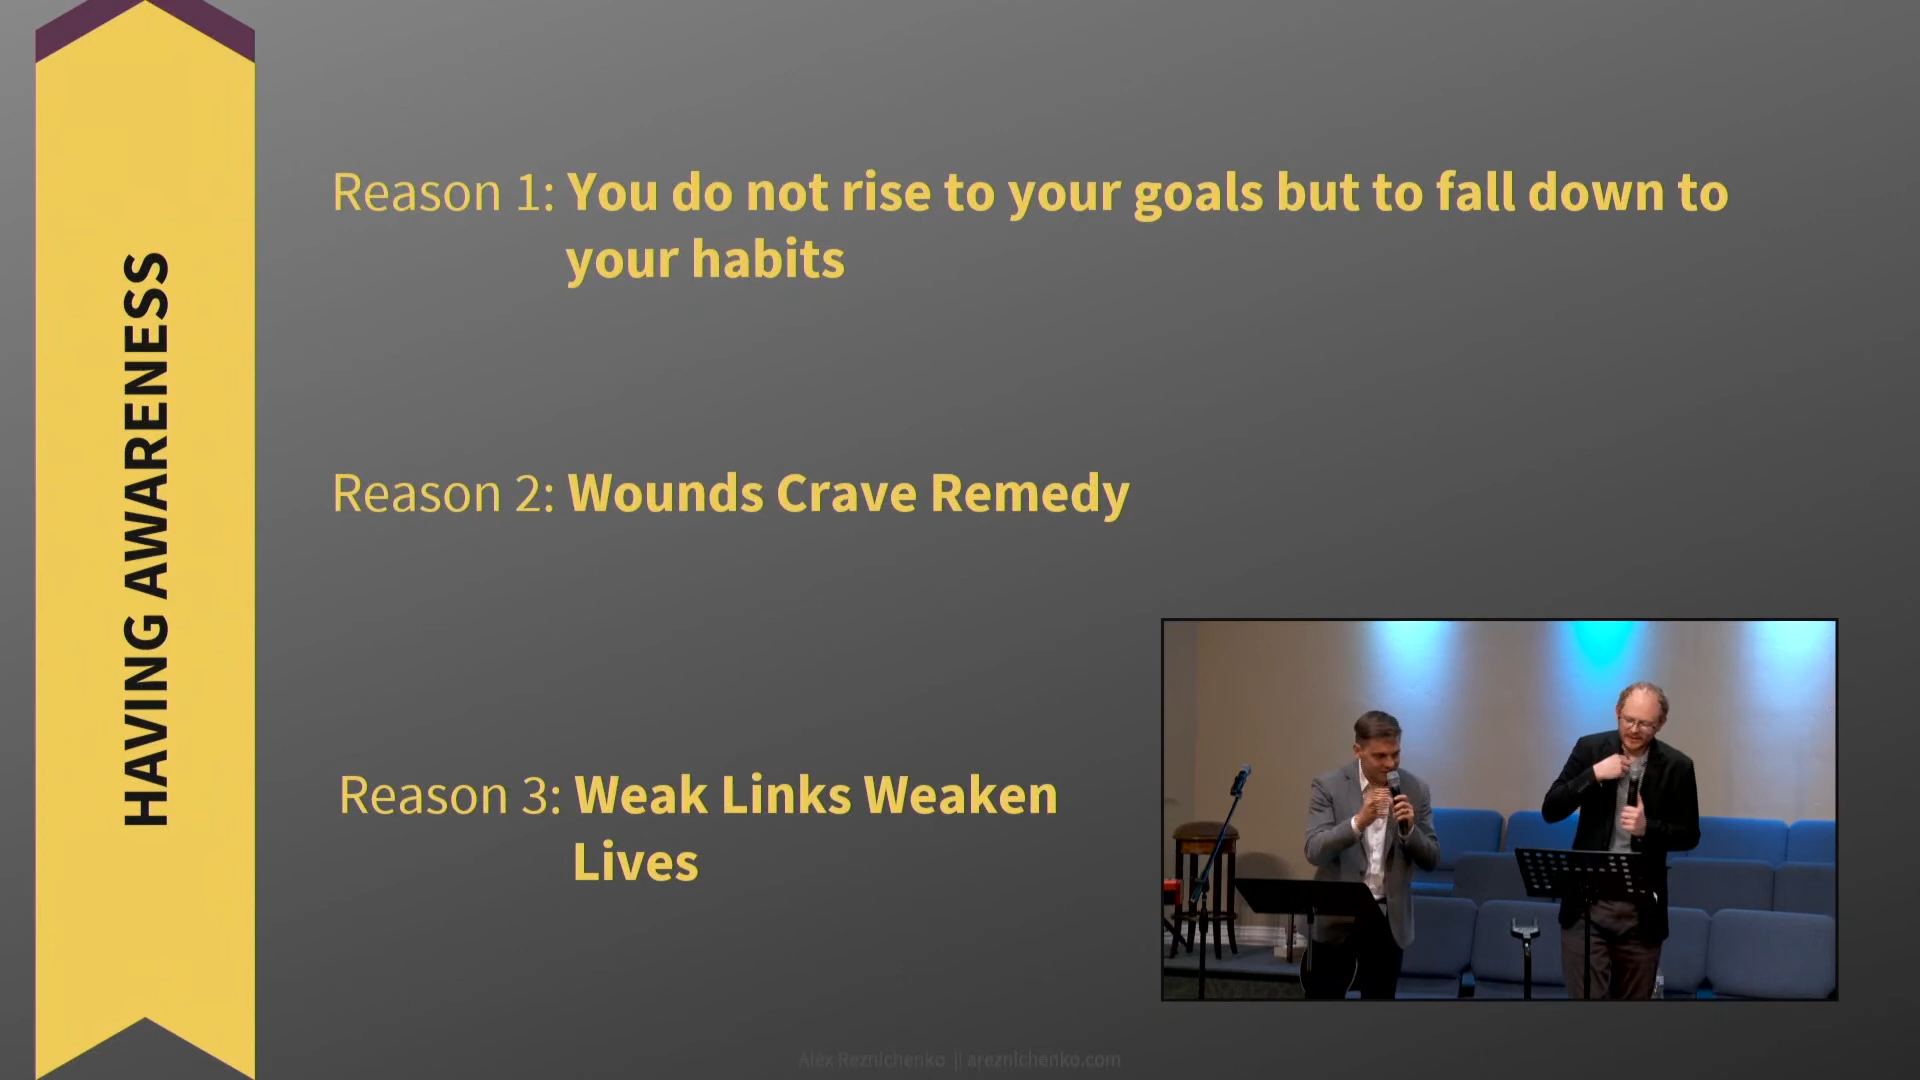 HAVING AWARENESS
Reason 1: You do not rise to your goals but to fall down to
your habits
Reason 2: Wounds Crave Remedy
Reason 3: Weak Links Weaken
Lives
Alex Reznichenko || areznichenko.com